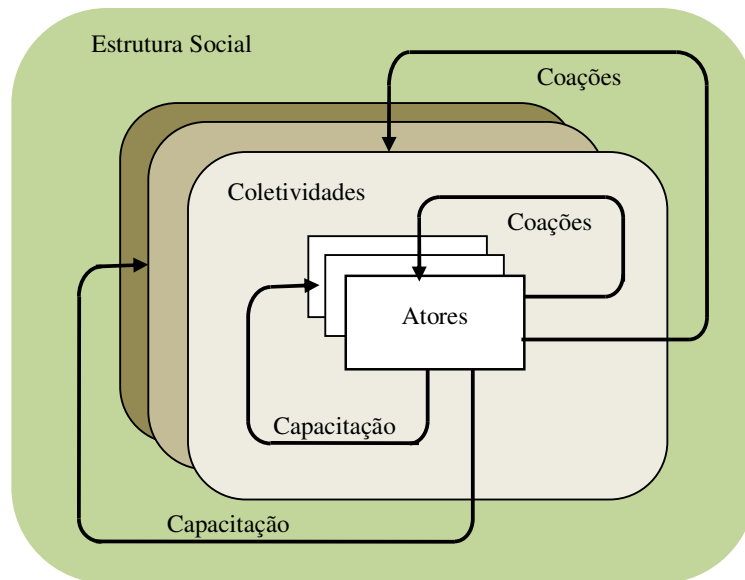 Estrutura Social
Coações
Coletividades
Coações
Atores
Capacitação
Capacitação